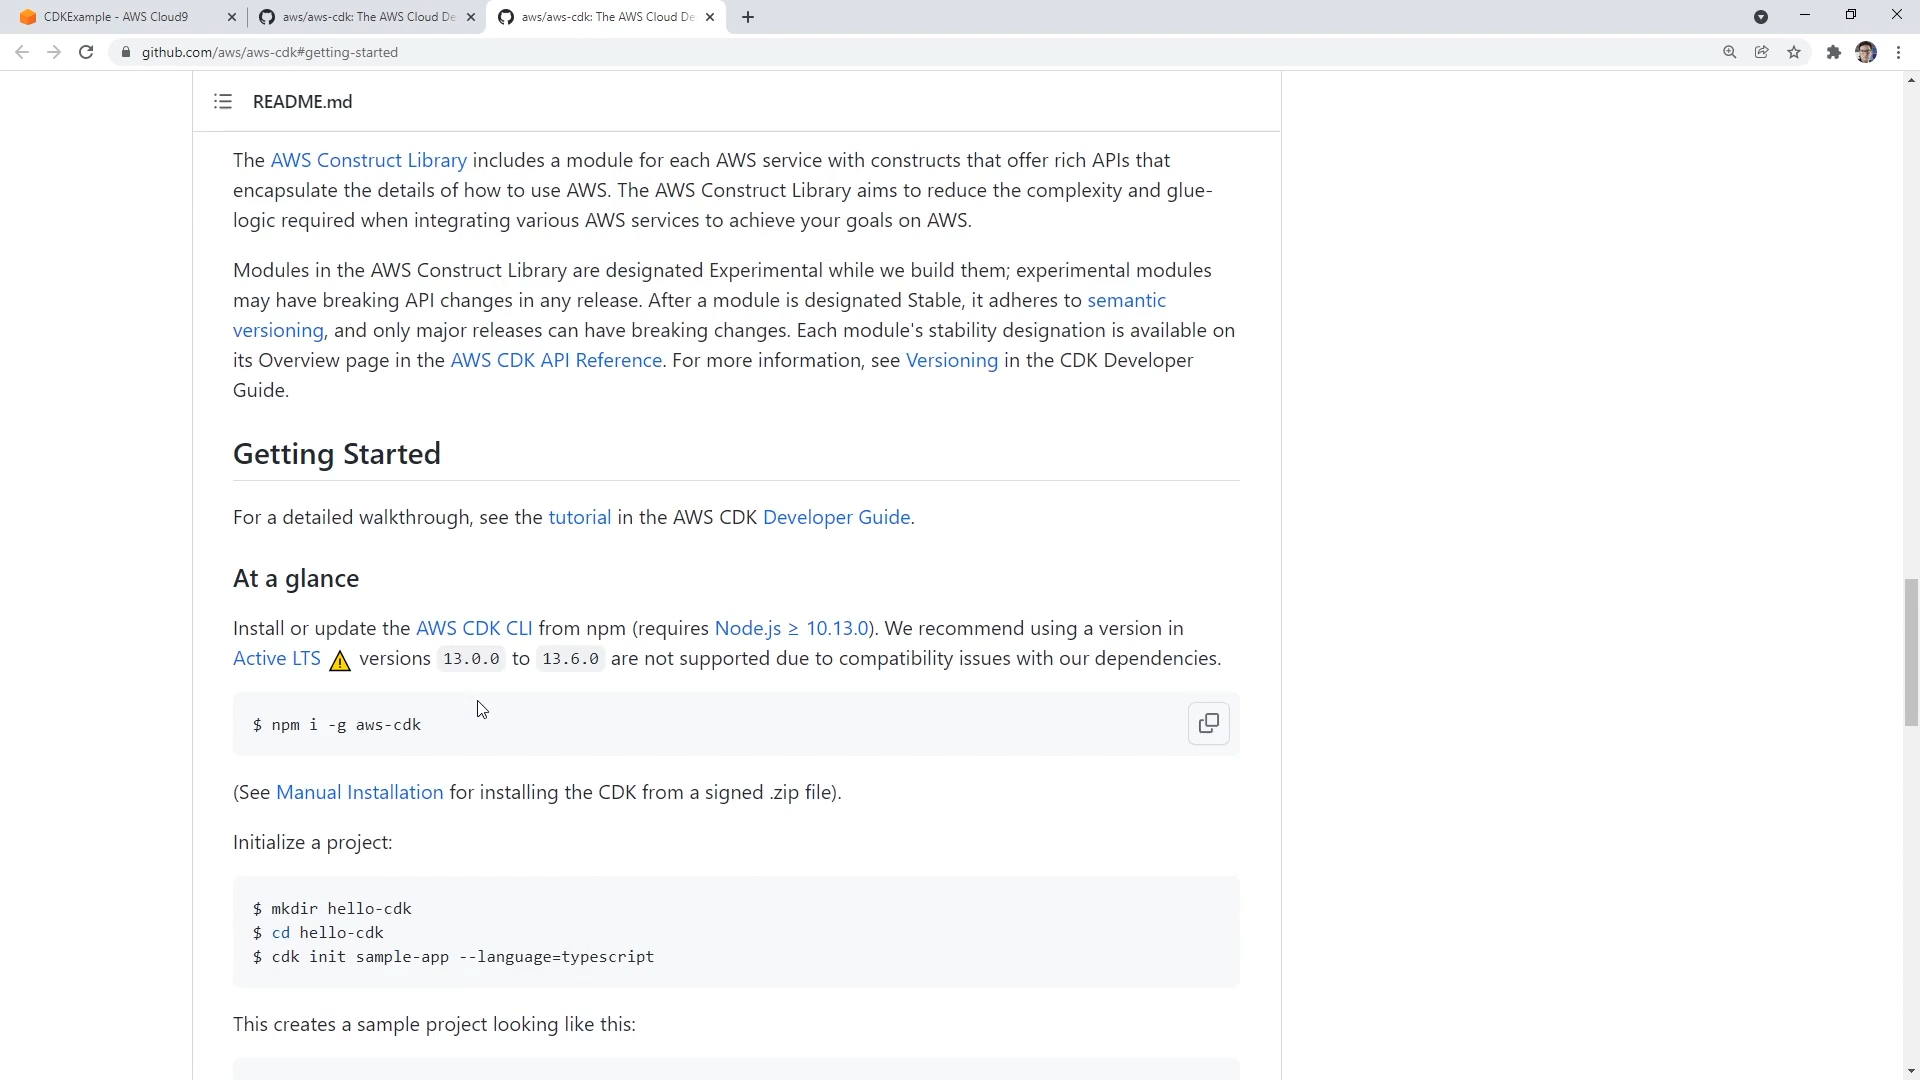 CDKExample - AWS Cloud9
aws/aws-cdk: The AWS Cloud De
aws/aws-cdk: The AWS Cloud De
github.com/aws/aws-cdk#getting-started
README.md
The AWS Construct Library includes a module for each AWS service with constructs that offer rich APIs that
encapsulate the details of how to use AWS. The AWS Construct Library aims to reduce the complexity and glue-
logic required when integrating various AWS services to achieve your goals on AWS.
Modules in the AWS Construct Library are designated Experimental while we build them; experimental modules
may have breaking API changes in any release. After a module is designated Stable, it adheres to semantic
versioning, and only major releases can have breaking changes. Each module's stability designation is available on
its Overview page in the AWS CDK API Reference. For more information, see Versioning in the CDK Developer
Guide.
Getting Started
For a detailed walkthrough, see the tutorial in the AWS CDK Developer Guide.
At a glance
Install or update the AWS CDK CLI from npm (requires Node.js ≥ 10.13.0). We recommend using a version in
Active LTS ⚠ versions 13.0.0 to 13.6.0 are not supported due to compatibility issues with our dependencies.
$ npm i -g aws-cdk
(See Manual Installation for installing the CDK from a signed .zip file).
Initialize a project:
$ mkdir hello-cdk
$ cd hello-cdk
$ cdk init sample-app --language=typescript
This creates a sample project looking like this: